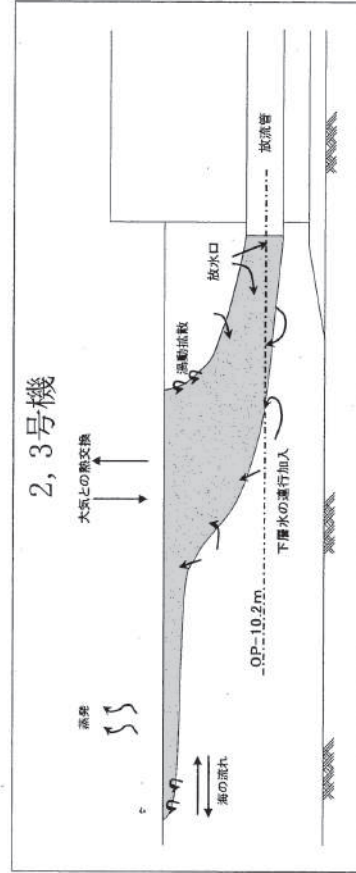 2,3号機
大気との熱交換
蒸発
渦動拡散
放水口
放流管
海の流れ
OP-10.2m
下層水の連行加入